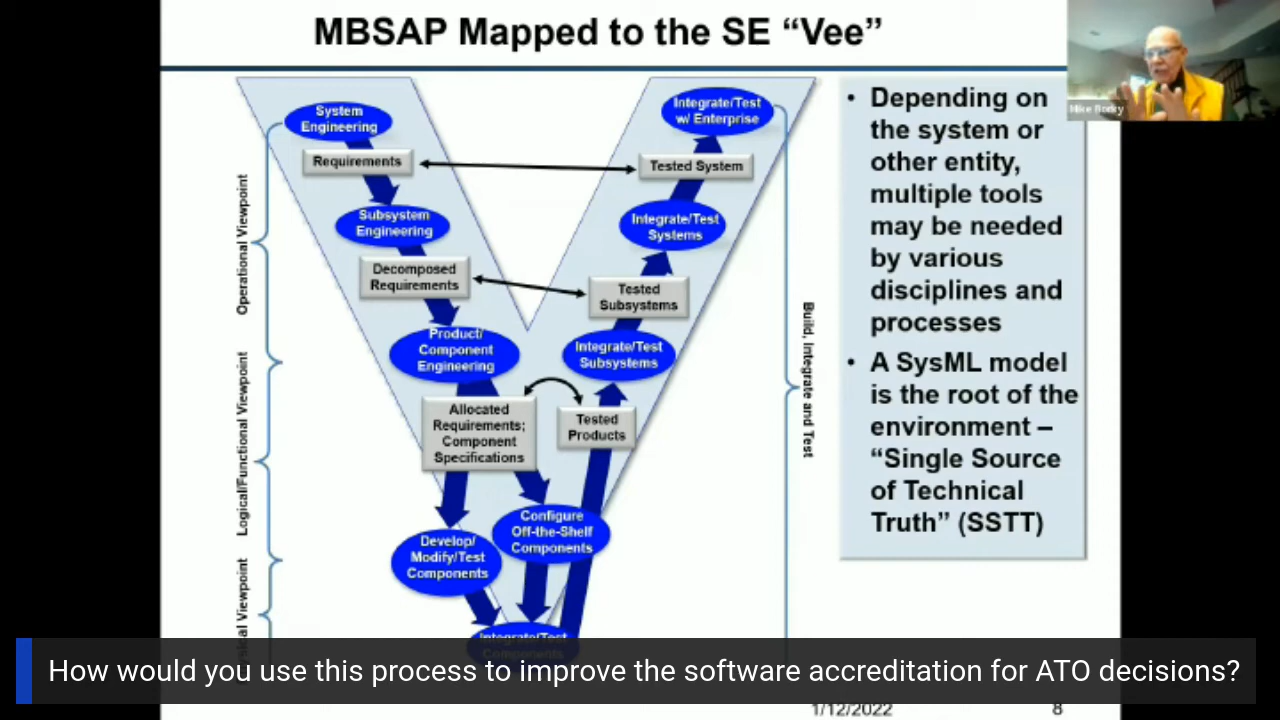 MBSAP Mapped to the SE “Vee”
Mike Borky
System
Engineering
Requirements
Subsystem
Engineering
Decomposed
Requirements
Product/
Component
Engineering
Allocated
Requirements;
Component
Specifications
Develop/
Modify/Test
Components
Configure
Off-the-Shelf
Components
Integrate/Test
Components
Tested
Products
Integrate/Test
Subsystems
Tested
Subsystems
Integrate/Test
Systems
Tested System
Integrate/Test
w/ Enterprise
Operational Viewpoint
Logical/Functional Viewpoint
Viewpoint
Build, Integrate and Test
• Depending on
the system or
other entity,
multiple tools
may be needed
by various
disciplines and
processes
• A SysML model
is the root of the
environment –
“Single Source
of Technical
Truth” (SSTT)
How would you use this process to improve the software accreditation for ATO decisions?
1/12/2022
8